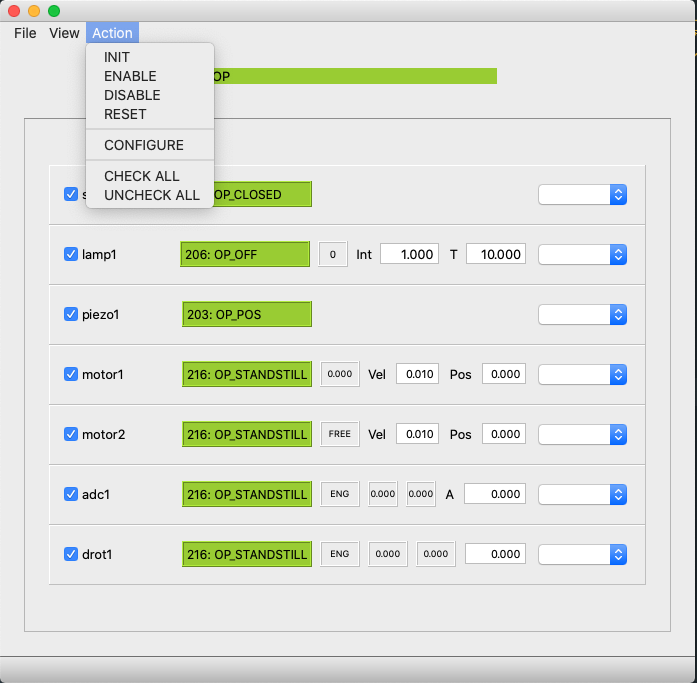 File View Action
INIT
ENABLE
DISABLE
RESET
CONFIGURE
CHECK ALL
UNCHECK ALL
OP
OP_CLOSED
lamp1 206: OP_OFF 0 Int 1.000 T 10.000
piezo1 203: OP_POS
motor1 216: OP_STANDSTILL 0.000 Vel 0.010 Pos 0.000
motor2 216: OP_STANDSTILL FREE Vel 0.010 Pos 0.000
adc1 216: OP_STANDSTILL ENG 0.000 0.000 A 0.000
drot1 216: OP_STANDSTILL ENG 0.000 0.000 0.000